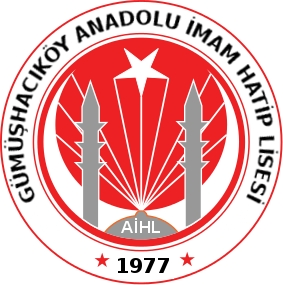 GÜMÜŞHACIKÖY ANADOLU İMAM HATİP LİSESİ
AİHL
1977